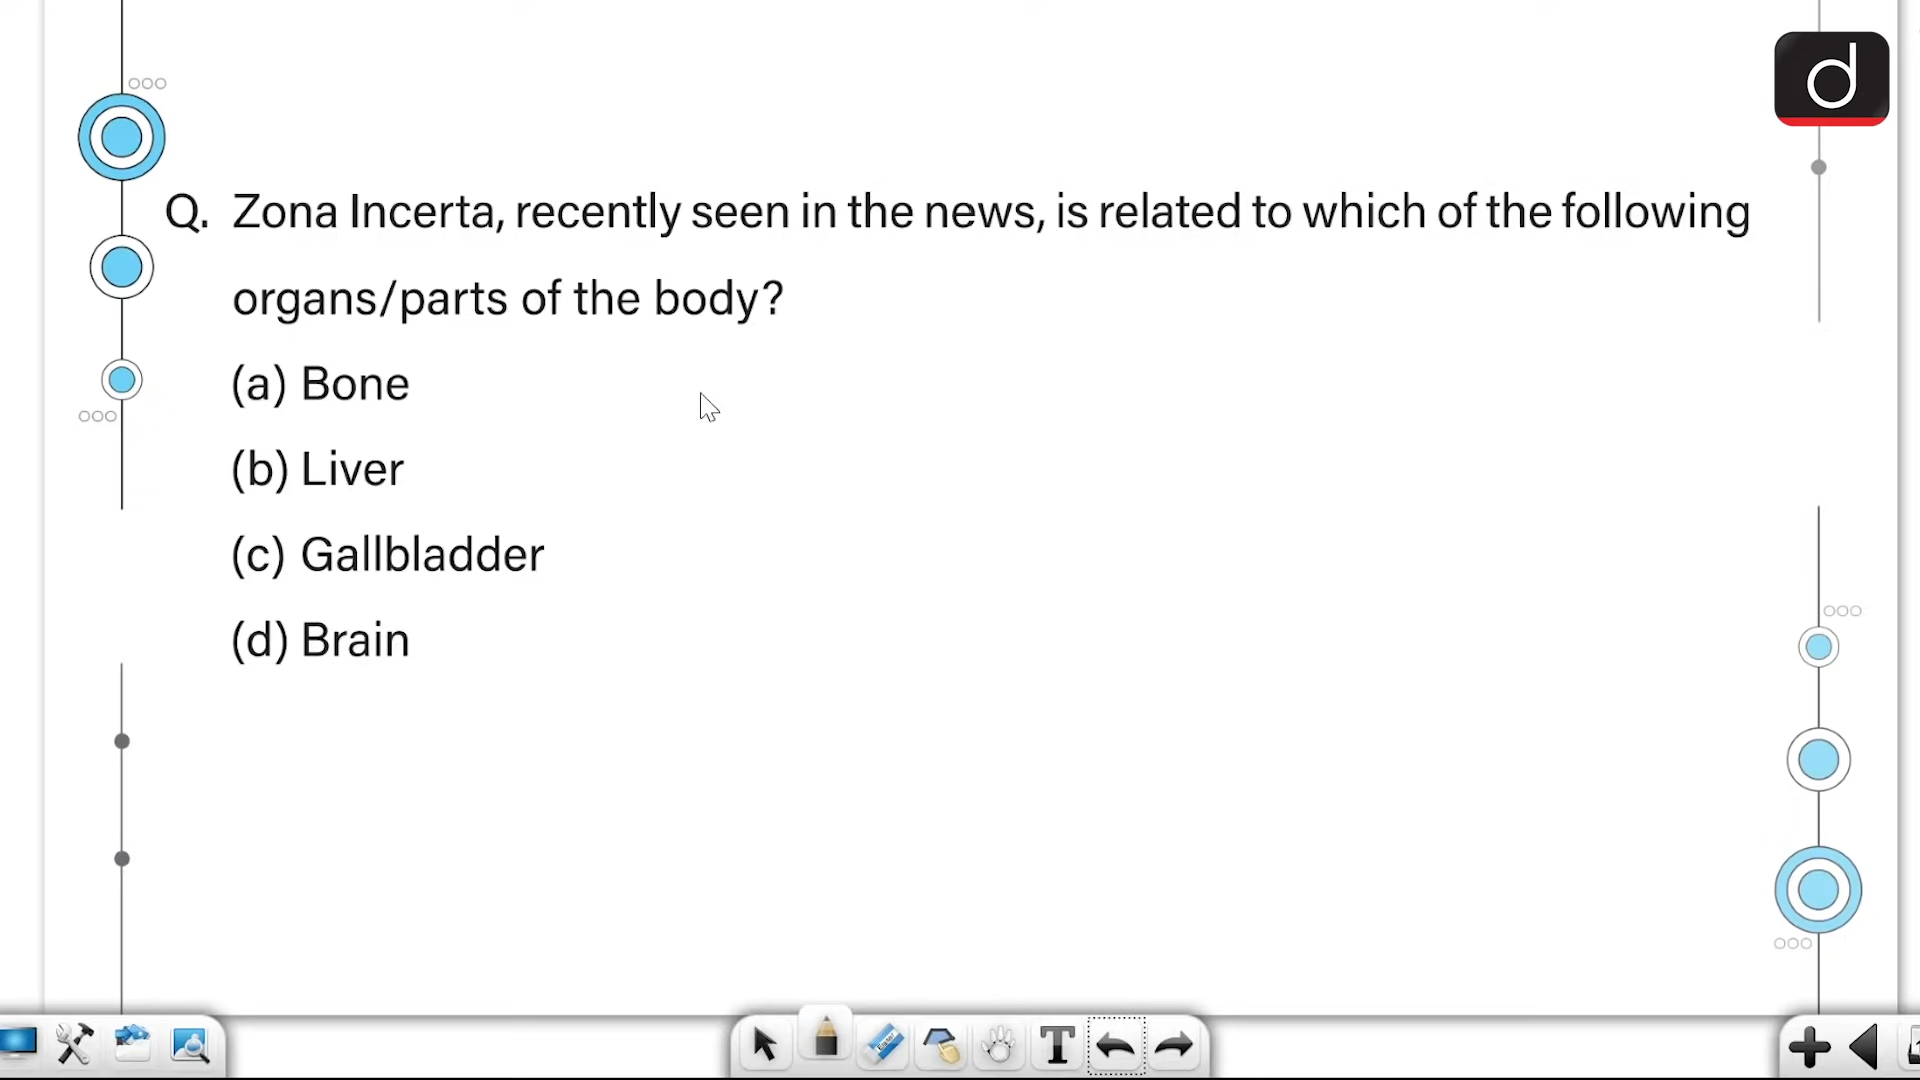 d
Q. Zona Incerta, recently seen in the news, is related to which of the following
organs/parts of the body?
(a) Bone
(b) Liver
(c) Gallbladder
(d) Brain
T